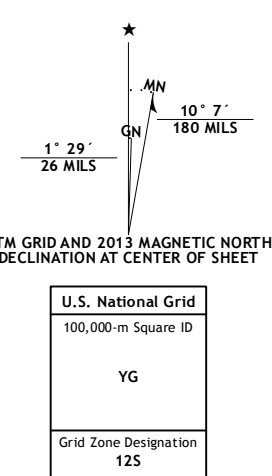 ★
MN
GN
10° 7´
180 MILS
1° 29´
26 MILS
TM GRID AND 2013 MAGNETIC NORTH
DECLINATION AT CENTER OF SHEET
U.S. National Grid
100,000-m Square ID
YG
Grid Zone Designation
12S